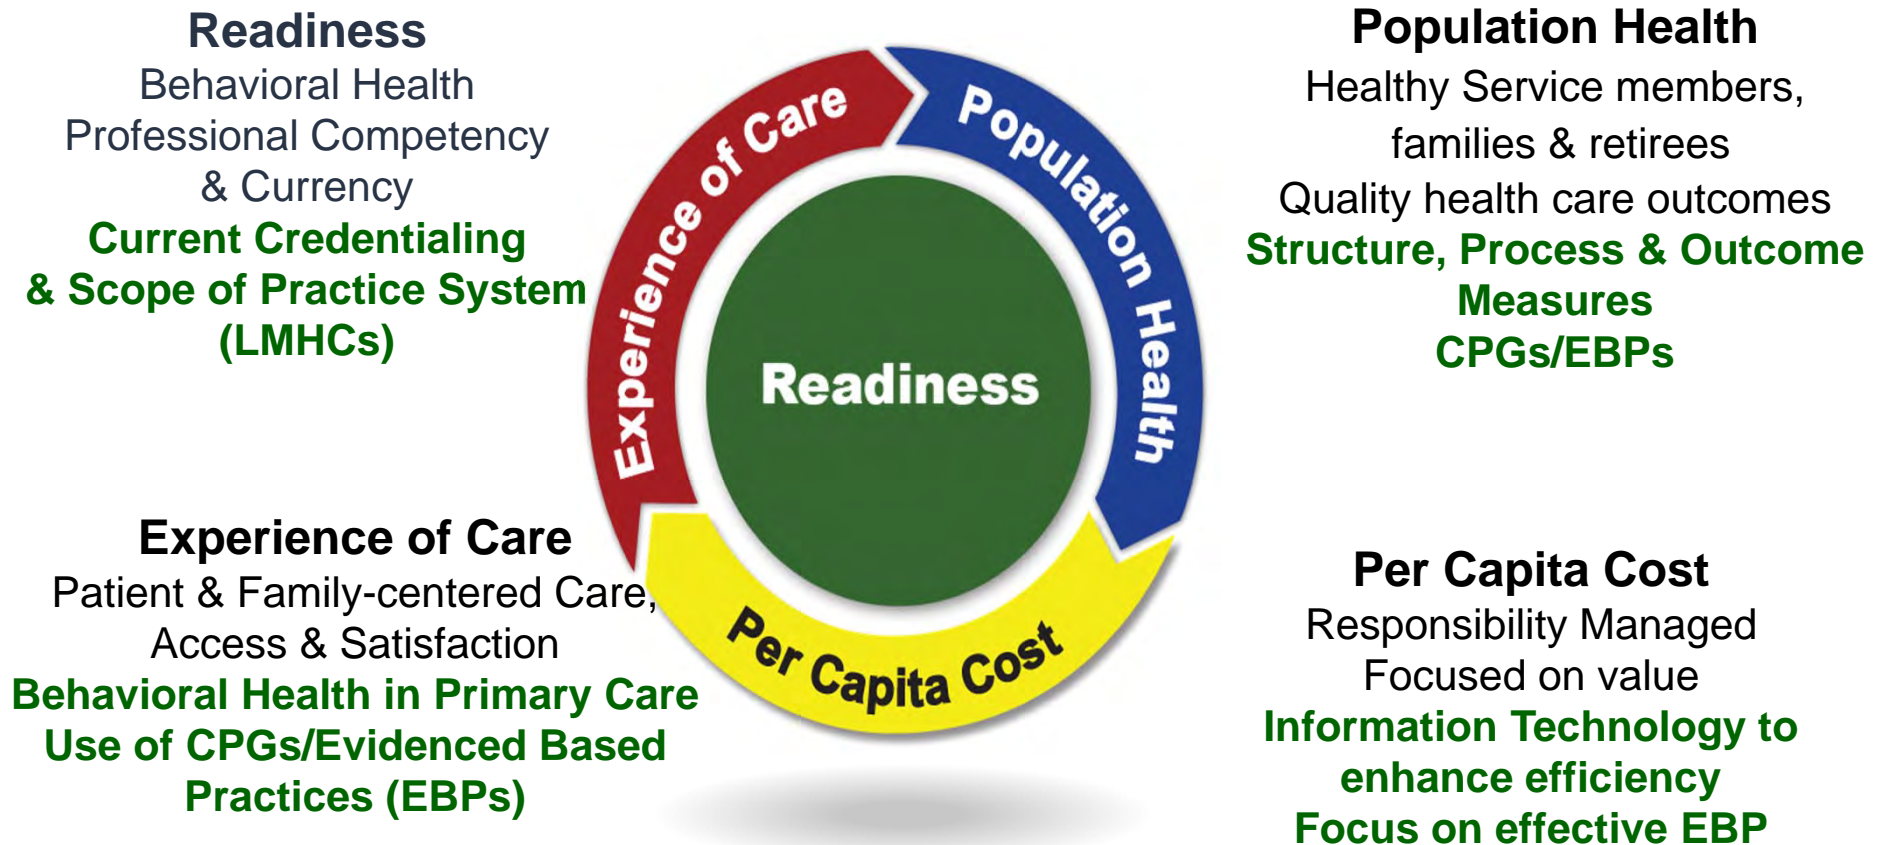 Readiness
Behavioral Health
Professional Competency
& Currency
Current Credentialing
& Scope of Practice System
(LMHCs)
Experience of Care
Patient & Family-centered Care,
Access & Satisfaction
Behavioral Health in Primary Care
Use of CPGs/Evidenced Based
Practices (EBPs)
Experience of Care
Population Health
Per Capita Cost
Readiness
Population Health
Healthy Service members,
families & retirees
Quality health care outcomes
Structure, Process & Outcome
Measures
CPGs/EBPs
Per Capita Cost
Responsibility Managed
Focused on value
Information Technology to
enhance efficiency
Focus on effective EBP